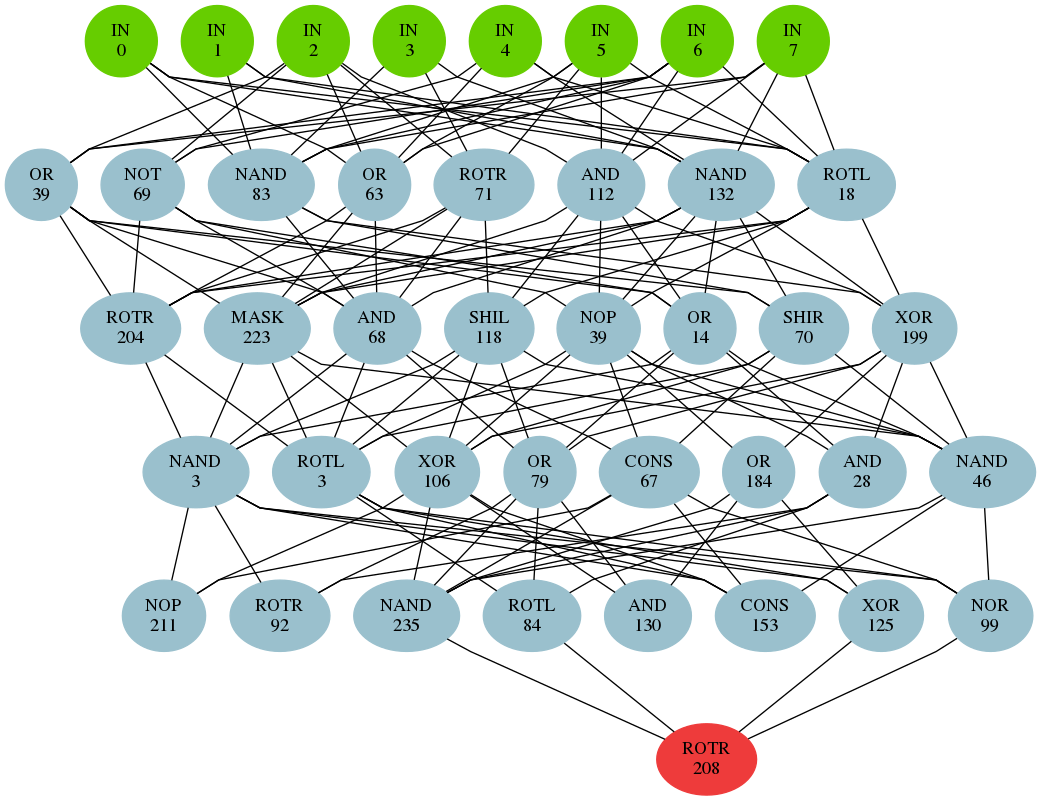 IN
0
IN
1
IN
2
IN
3
IN
4
IN
5
IN
6
IN
7
OR
39
NOT
69
NAND
83
OR
63
ROTR
71
AND
112
NAND
132
ROTL
18
ROTR
204
MASK
223
AND
68
SHIL
118
NOP
39
OR
14
SHIR
70
XOR
199
NAND
3
ROTL
3
XOR
106
OR
79
CONS
67
OR
184
AND
28
NAND
46
NOP
211
ROTR
92
NAND
235
ROTL
84
AND
130
CONS
153
XOR
125
NOR
99
ROTR
208